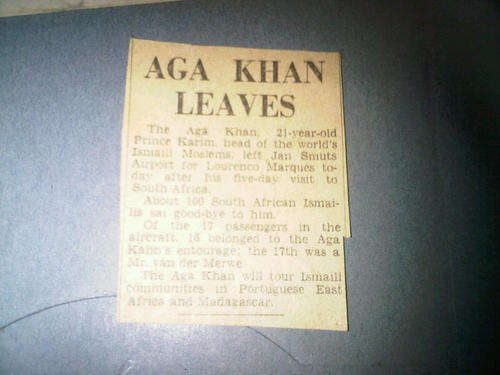 AGA KHAN
LEAVES
The Aga Khan, 21-year-old
Prince Karim, head of the world's
Ismaili Moslems, left Jan Smuts
Airport for Lourenco Marques to-
day after his five-day visit to
South Africa.
About 100 South African Ismai-
lis sai good-bye to him.
Of the 17 passengers in the
aircraft, 16 belonged to the Aga
Kahn's entourage; the 17th was a
Mr. van der Merwe.
The Aga Khan will tour Ismaili
communities in Portuguese East
Africa and Madagascar.